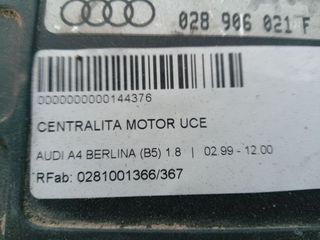 028 906 021 F
0000000000144376
CENTRALITA MOTOR UCE
AUDI A4 BERLINA (B5) 1.8 | 02.99 - 12.00
RFab: 0281001366/367